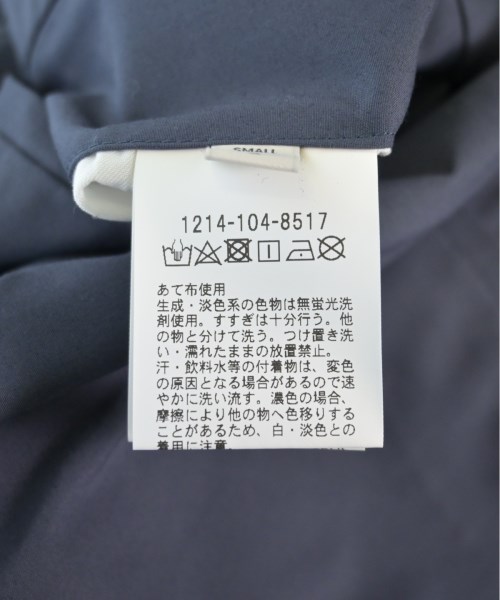 SMALL
1214-104-8517
あて布使用
生成・淡色系の色物は無蛍光洗
剤使用。すすぎは十分行う。他
の物と分けて洗う。つけ置き洗
い・濡れたままの放置禁止。
汗・飲料水等の付着物は、変色
の原因となる場合があるので速
やかに洗い流す。濃色の場合、
摩擦により他の物へ色移りする
ことがあるため、白・淡色との
着用に注意。